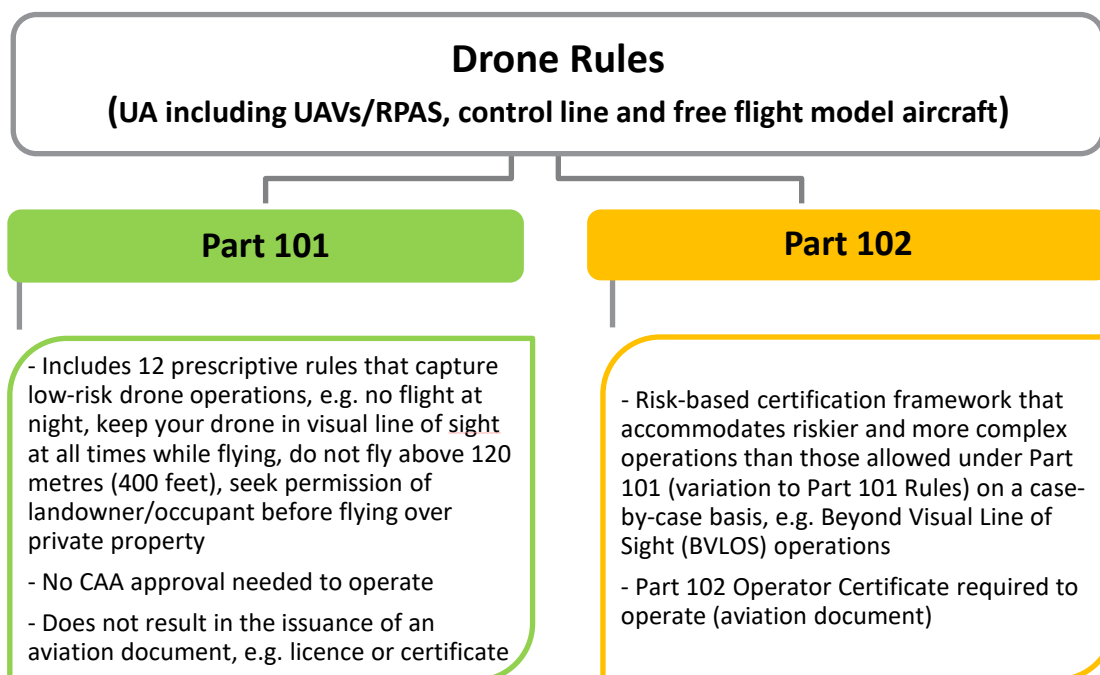 Drone Rules
(UA including UAVs/RPAS, control line and free flight model aircraft)
Part 101
- Includes 12 prescriptive rules that capture
low-risk drone operations, e.g. no flight at
night, keep your drone in visual line of sight
at all times while flying, do not fly above 120
metres (400 feet), seek permission of
landowner/occupant before flying over
private property
- No CAA approval needed to operate
- Does not result in the issuance of an
aviation document, e.g. licence or certificate
Part 102
- Risk-based certification framework that
accommodates riskier and more complex
operations than those allowed under Part
101 (variation to Part 101 Rules) on a case-
by-case basis, e.g. Beyond Visual Line of
Sight (BVLOS) operations
- Part 102 Operator Certificate required to
operate (aviation document)